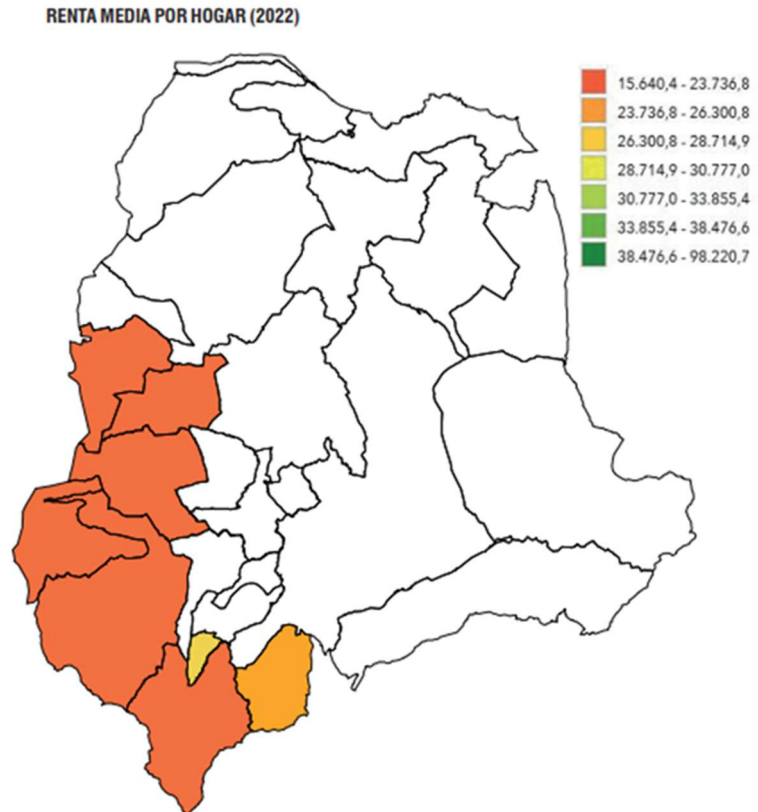 RENTA MEDIA POR HOGAR (2022)
15.640,4 - 23.736,8
23.736,8 - 26.300,8
26.300,8 - 28.714,9
28.714,9 - 30.777,0
30.777,0 - 33.855,4
33.855,4 - 38.476,6
38.476,6 - 98.220,7